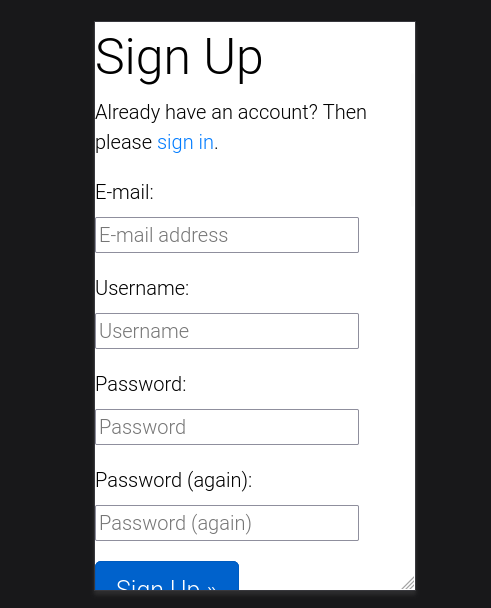 Sign Up
Already have an account? Then
please sign in.
E-mail:
E-mail address
Username:
Username
Password:
Password
Password (again):
Password (again)
Sign Up »